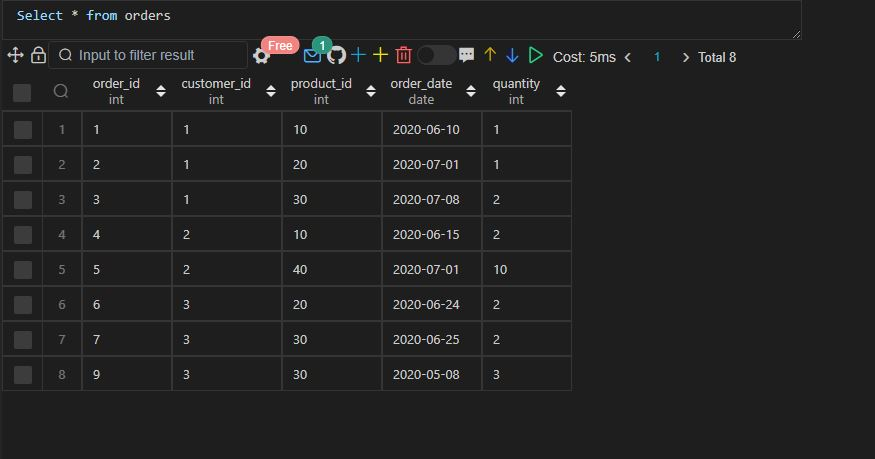 Select * from orders
Input to filter result Free 1 Cost: 5ms 1 Total 8
order_id customer_id product_id order_date quantity
int int int date int
1 1 1 10 2020-06-10 1
2 2 1 20 2020-07-01 1
3 3 1 30 2020-07-08 2
4 4 2 10 2020-06-15 2
5 5 2 40 2020-07-01 10
6 6 3 20 2020-06-24 2
7 7 3 30 2020-06-25 2
8 9 3 30 2020-05-08 3